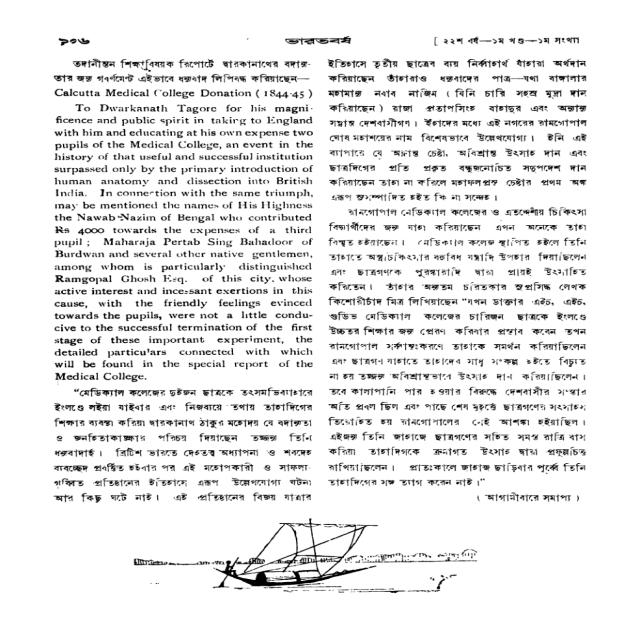 ১০৬
ভারতবর্ষ
[ ২২শ বর্ষ—১ম খণ্ড—১ম সংখ্যা
তদানীন্তন শিক্ষাবিষয়ক রিপোর্টে দ্বারকানাথের বদান্য-
তার জন্য গবর্ণমেণ্ট এইভাবে ধন্যবাদ লিপিবদ্ধ করিয়াছেন—
Calcutta Medical College Donation ( 1844-45 )
To Dwarkanath Tagore for his magni-
ficence and public spirit in taking to England
with him and educating at his own expense two
pupils of the Medical College, an event in the
history of that useful and successful institution
surpassed only by the primary introduction of
human anatomy and dissection into British
India. In connection with the same triumph,
may be mentioned the names of His Highness
the Nawab-Nazim of Bengal who contributed
Rs 4000 towards the expenses of a third
pupil ; Maharaja Pertab Sing Bahadoor of
Burdwan and several other native gentlemen,
among whom is particularly distinguished
Ramgopal Ghosh Esq. of this city, whose
active interest and incessant exertions in this
cause, with the friendly feelings evinced
towards the pupils, were not a little condu-
cive to the successful termination of the first
stage of these important experiment, the
detailed particulars connected with which
will be found in the special report of the
Medical College.
"মেডিক্যাল কলেজের দুইজন ছাত্রকে তৎসমভিব্যাহারে
ইংলণ্ডে লইয়া যাইবার এবং নিজব্যয়ে তথায় তাহাদিগের
শিক্ষার ব্যবস্থা করিয়া দ্বারকানাথ ঠাকুর মহোদয় যে বদান্যতা
ও জনহিতাকাঙ্ক্ষার পরিচয় দিয়াছেন তজ্জন্য তিনি
ধন্যবাদার্হ। ব্রিটিশ ভারতে দেহতত্ত্ব অধ্যাপনা ও শবদেহ
ব্যবচ্ছেদ প্রবর্ত্তিত হইবার পর এই মহোপকারী ও সাফল্য-
মণ্ডিত প্রতিষ্ঠানের ইতিহাসে এরূপ উল্লেখযোগ্য ঘটনা
আর কিছু ঘটে নাই। এই প্রতিষ্ঠানের বিজয় যাত্রার
ইতিহাসে তৃতীয় ছাত্রের ব্যয় নির্ব্বাহার্থ যাঁহারা অর্থদান
করিয়াছেন তাঁহারাও ধন্যবাদের পাত্র—যথা বাঙ্গালার
মহামান্য নবাব নাজিম ( যিনি চারি সহস্র মুদ্রা দান
করিয়াছেন ) রাজা প্রতাপসিংহ বাহাদুর এবং অন্যান্য
সম্ভ্রান্ত দেশবাসীগণ। ইঁহাদের মধ্যে এই নগরের রামগোপাল
ঘোষ মহাশয়ের নাম বিশেষভাবে উল্লেখযোগ্য। ইনি এই
ব্যাপারে যে অক্লান্ত চেষ্টা, অবিশ্রান্ত উৎসাহ দান এবং
ছাত্রদিগের প্রতি প্রকৃত বন্ধুজনোচিত সদুপদেশ দান
করিয়াছেন তাহা না করিলে মহাফলপ্রসূ চেষ্টার প্রথম অঙ্ক
এরূপ সুসম্পাদিত হইত কি না সন্দেহ।
রামগোপাল মেডিক্যাল কলেজের ও এতদ্দেশীয় চিকিৎসা
বিদ্যার্থীদের জন্য যাহা করিয়াছেন এখন অনেকে তাহা
বিস্মৃত হইয়াছেন। মেডিক্যাল কলেজ স্থাপিত হইলে তিনি
তাহাতে অস্ত্রচিকিৎসার বহুবিধ যন্ত্রাদি উপহার দিয়াছিলেন
এবং ছাত্রগণকে পুরস্কারাদি দ্বারা প্রায়ই উৎসাহিত
করিতেন। তাঁহার অন্যতম চরিতকার সুপ্রসিদ্ধ লেখক
কিশোরীচাঁদ মিত্র লিখিয়াছেন "যখন ডাক্তার এইচ, এইচ,
গুডিভ মেডিক্যাল কলেজের চারিজন ছাত্রকে ইংলণ্ডে
উচ্চতর শিক্ষার জন্য প্রেরণ করিবার প্রস্তাব করেন তখন
রামগোপাল সর্ব্বান্তঃকরণে তাহাকে সমর্থন করিয়াছিলেন
এবং ছাত্রগণ যাহাতে তাহাদের সাধু সংকল্প হইতে বিচ্যুত
না হয় তজ্জন্য অবিশ্রান্তভাবে উৎসাহ দান করিয়াছিলেন।
তবে কালাপানি পার হওয়ার বিরুদ্ধে দেশবাসীর সংস্কার
অতি প্রবল ছিল এবং পাছে শেষ মুহূর্ত্তে ছাত্রগণের সৎসাহস
তিরোহিত হয় রামগোপালের সেই আশঙ্কা হইয়াছিল।
এইজন্য তিনি জাহাজে ছাত্রগণের সহিত সমস্ত রাত্রি বাস
করিয়া তাহাদিগকে ক্রমাগত উৎসাহ দ্বারা প্রফুল্লচিত্ত
রাখিয়াছিলেন। প্রাতঃকালে জাহাজ ছাড়িবার পূর্ব্বে তিনি
তাহাদিগের সঙ্গ ত্যাগ করেন নাই।"
( আগামীবারে সমাপ্য )